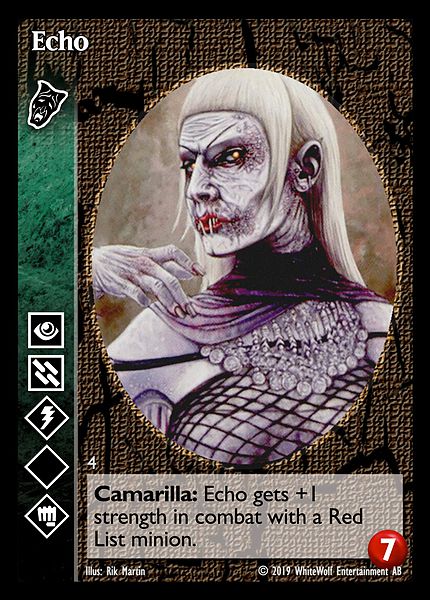 Echo
4
Camarilla: Echo gets +1
strength in combat with a Red
List minion.
7
Illus: Rik Martin
© 2019 WhiteWolf Entertainment AB